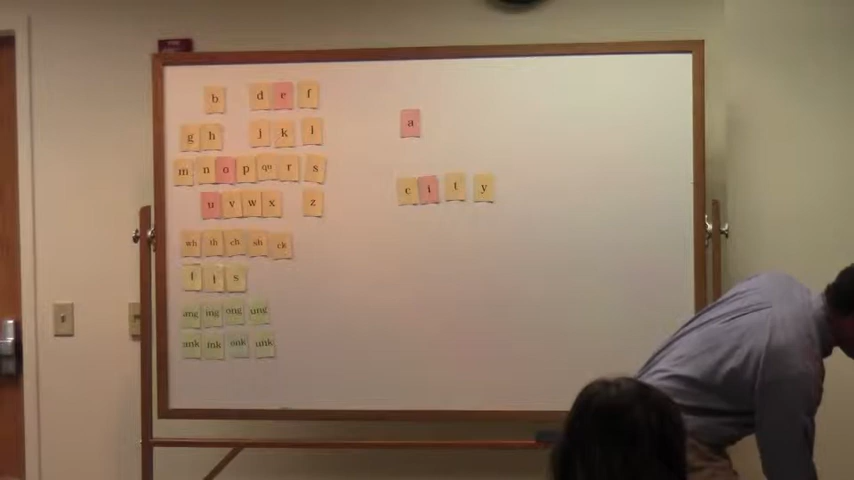 b d e f
a
g h j k l
m n o p qu r s
c i t y
u v w x z
wh th ch sh ck
f l s
ang ing ong ung
ank ink onk unk